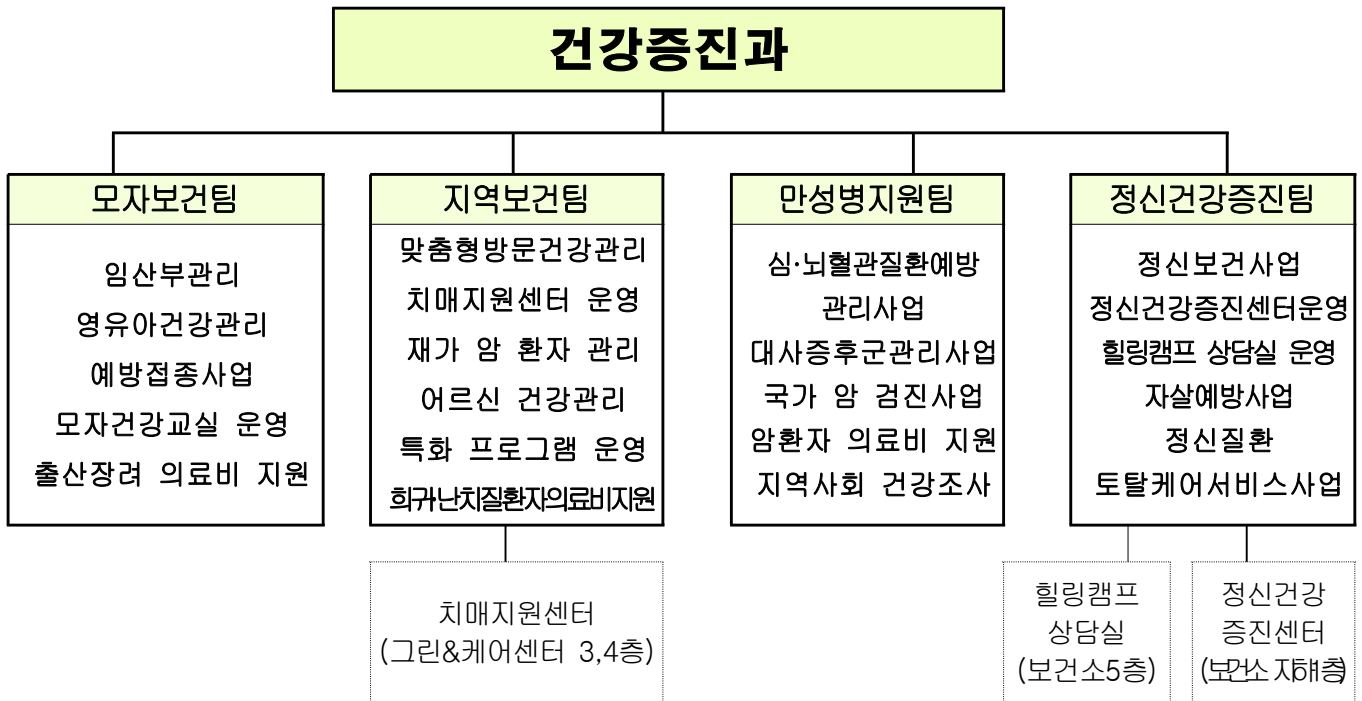 건강증진과
모자보건팀
임산부관리
영유아건강관리
예방접종사업
모자건강교실 운영
출산장려 의료비 지원
지역보건팀
맞춤형방문건강관리
치매지원센터 운영
재가 암 환자 관리
어르신 건강관리
특화 프로그램 운영
희귀·난치질환자의료비지원
만성병지원팀
심·뇌혈관질환예방
관리사업
대사증후군관리사업
국가 암 검진사업
암환자 의료비 지원
지역사회 건강조사
정신건강증진팀
정신보건사업
정신건강증진센터운영
힐링캠프 상담실 운영
자살예방사업
정신질환
토탈케어서비스사업
치매지원센터
(그린&케어센터 3,4층)
힐링캠프
상담실
(보건소5층)
정신건강
증진센터
(보건소